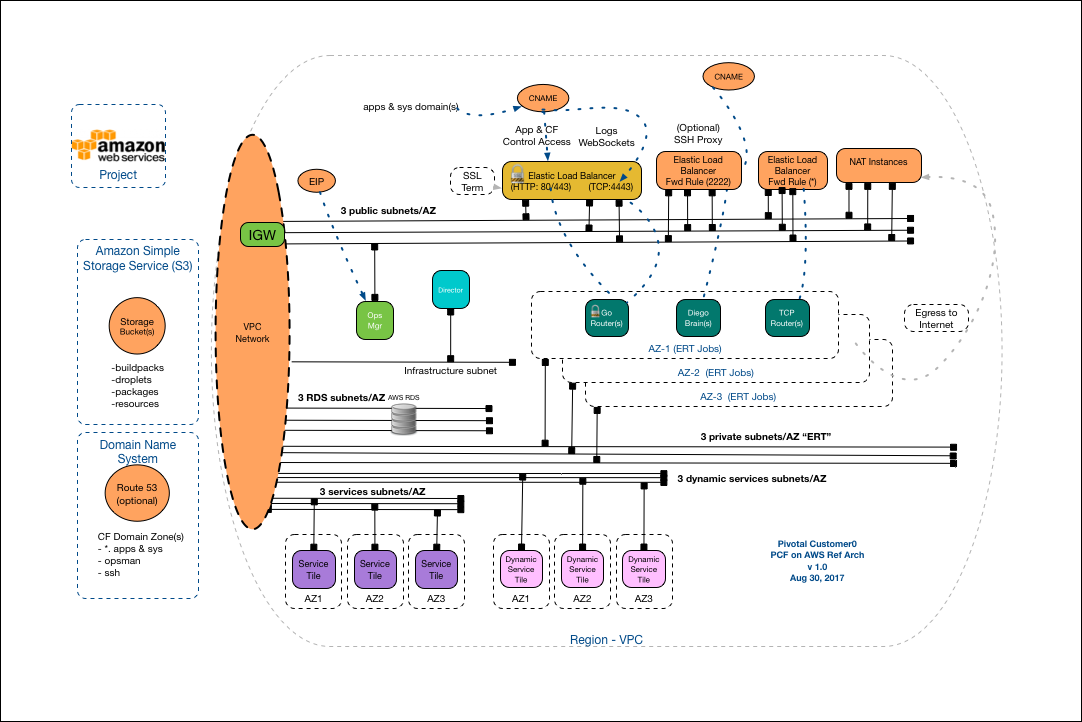 amazon
web services
Project
Amazon Simple
Storage Service (S3)
Storage
Bucket(s)
-buildpacks
-droplets
-packages
-resources
Domain Name
System
Route 53
(optional)
CF Domain Zone(s)
- *. apps & sys
- opsman
- ssh
VPC
Network
IGW
EIP
apps & sys domain(s)
CNAME
CNAME
App & CF
Control Access
Logs
WebSockets
(Optional)
SSH Proxy
SSL
Term
Elastic Load Balancer
(HTTP: 80/443) (TCP:4443)
Elastic Load
Balancer
Fwd Rule (2222)
Elastic Load
Balancer
Fwd Rule (*)
NAT Instances
3 public subnets/AZ
Ops
Mgr
Director
Infrastructure subnet
Go
Router(s)
Diego
Brain(s)
TCP
Router(s)
AZ-1 (ERT Jobs)
AZ-2 (ERT Jobs)
AZ-3 (ERT Jobs)
Egress to
Internet
3 RDS subnets/AZ
AWS RDS
3 private subnets/AZ “ERT”
3 dynamic services subnets/AZ
3 services subnets/AZ
Service
Tile
AZ1
Service
Tile
AZ2
Service
Tile
AZ3
Dynamic
Service
Tile
AZ1
Dynamic
Service
Tile
AZ2
Dynamic
Service
Tile
AZ3
Pivotal Customer0
PCF on AWS Ref Arch
v 1.0
Aug 30, 2017
Region - VPC